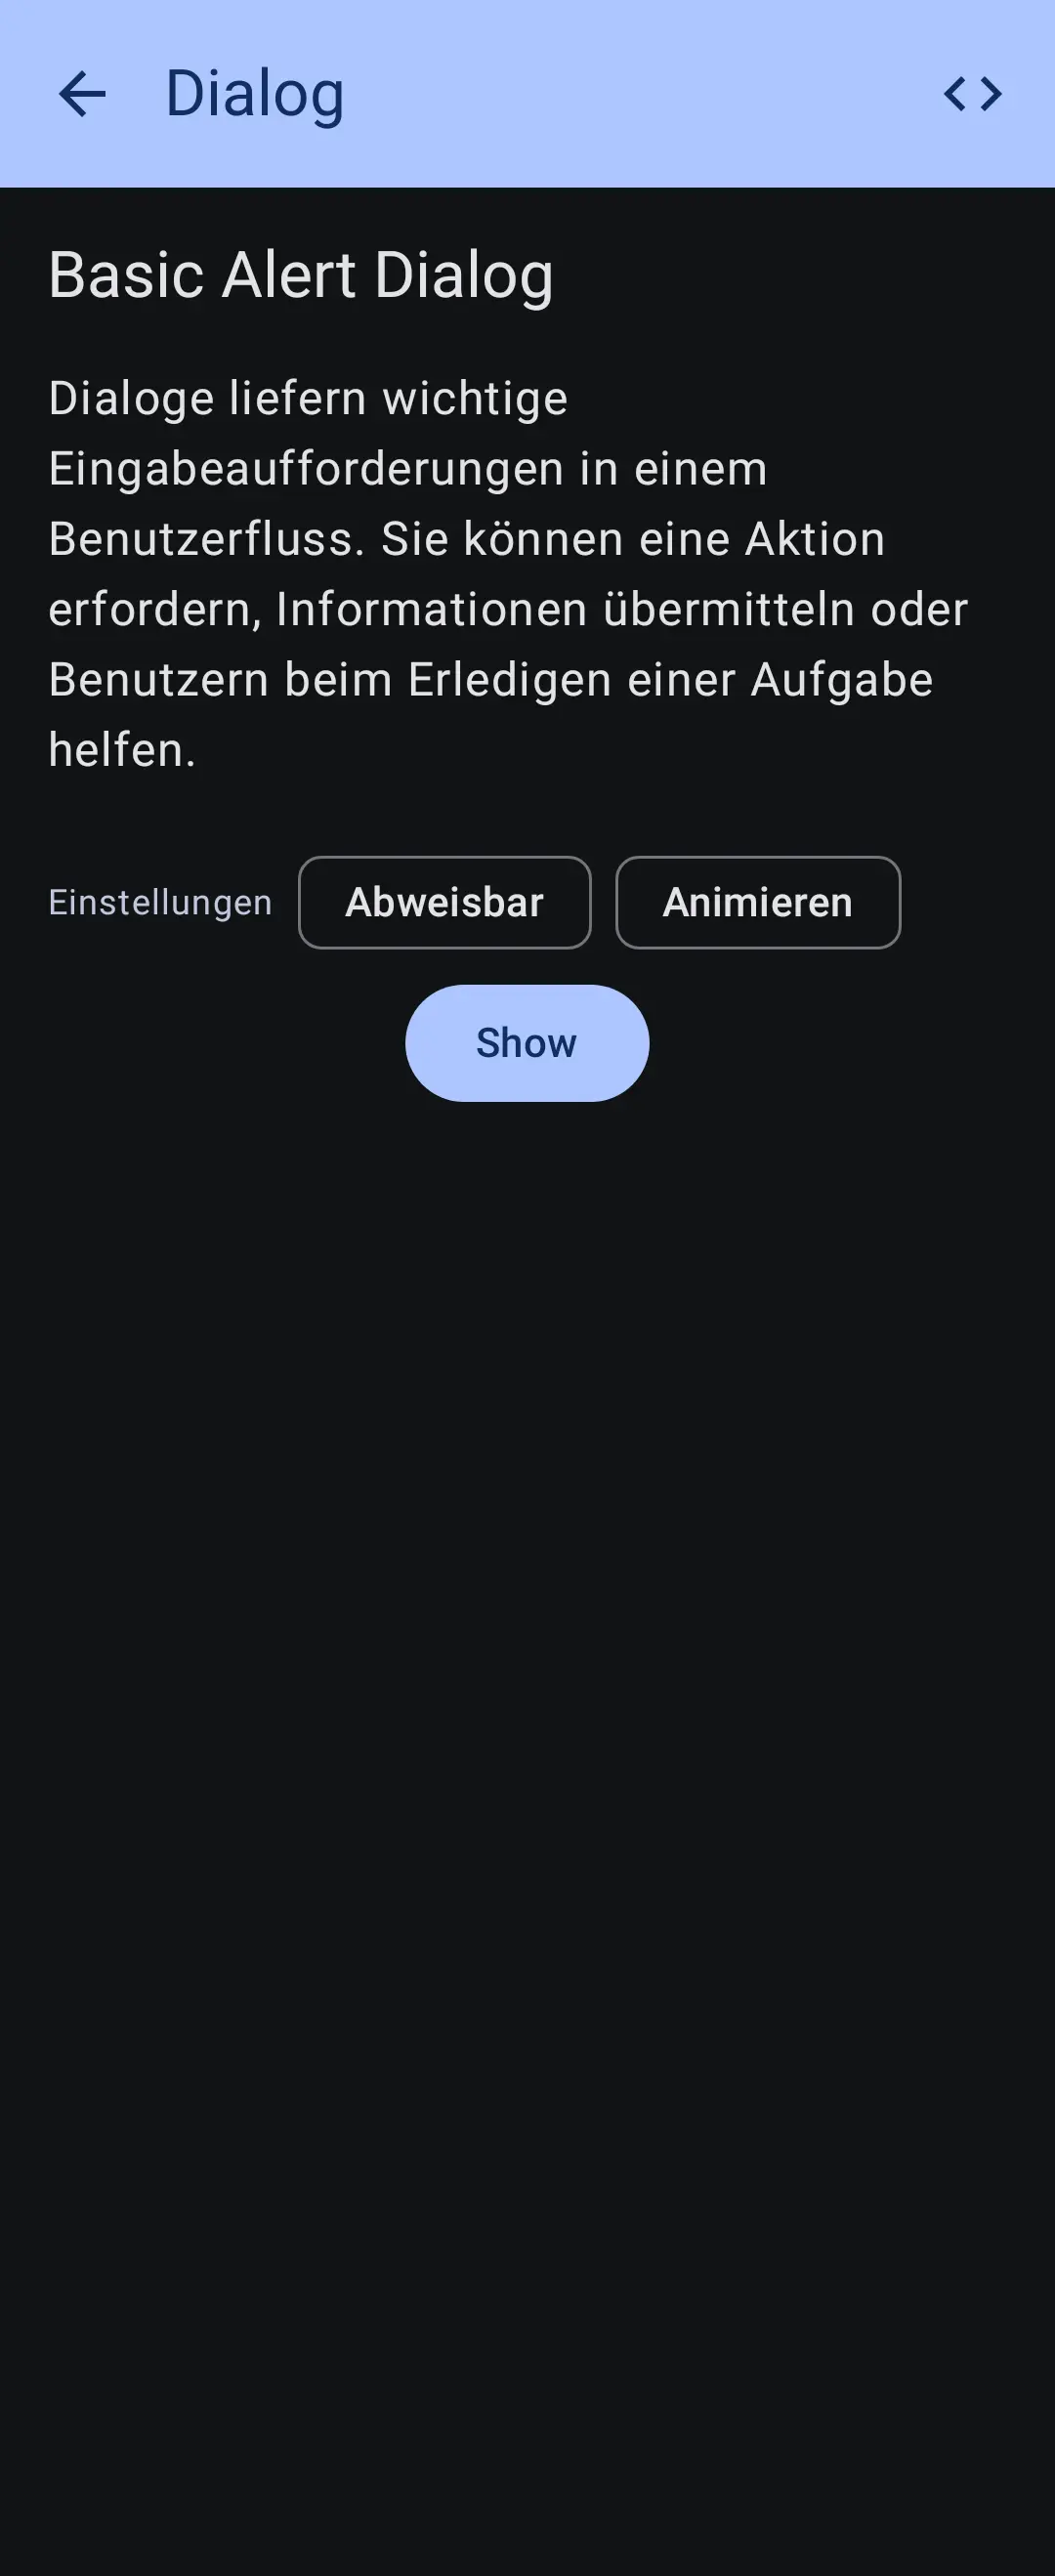 Dialog
Basic Alert Dialog
Dialoge liefern wichtige
Eingabeaufforderungen in einem
Benutzerfluss. Sie können eine Aktion
erfordern, Informationen übermitteln oder
Benutzern beim Erledigen einer Aufgabe
helfen.
Einstellungen Abweisbar Animieren
Show